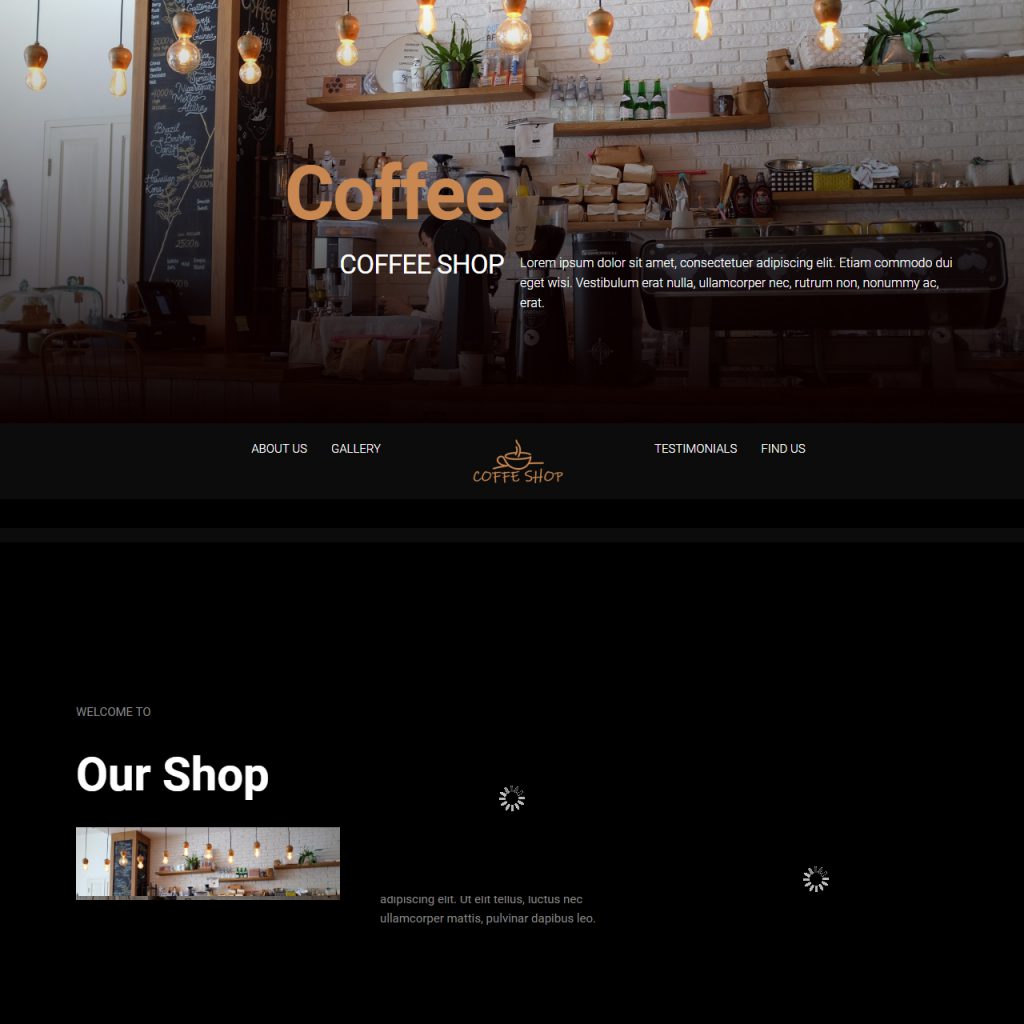 Coffee
COFFEE SHOP
Lorem ipsum dolor sit amet, consectetuer adipiscing elit. Etiam commodo dui
eget wisi. Vestibulum erat nulla, ullamcorper nec, rutrum non, nonummy ac,
erat.
ABOUT US
GALLERY
COFFE SHOP
TESTIMONIALS
FIND US
WELCOME TO
Our Shop
adipiscing elit. Ut elit tellus, luctus nec
ullamcorper mattis, pulvinar dapibus leo.